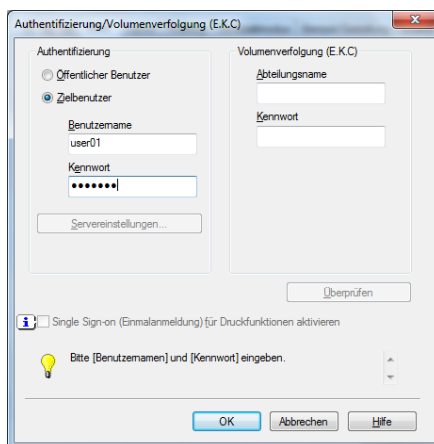 Authentifizierung/Volumenverfolgung (E.K.C)
Authentifizierung
Öffentlicher Benutzer
Zielbenutzer
Benutzername
user01
Kennwort
•••••••
Servereinstellungen...
Volumenverfolgung (E.K.C)
Abteilungsname
Kennwort
Überprüfen
Single Sign-on (Einmalanmeldung) für Druckfunktionen aktivieren
Bitte [Benutzernamen] und [Kennwort] eingeben.
OK
Abbrechen
Hilfe